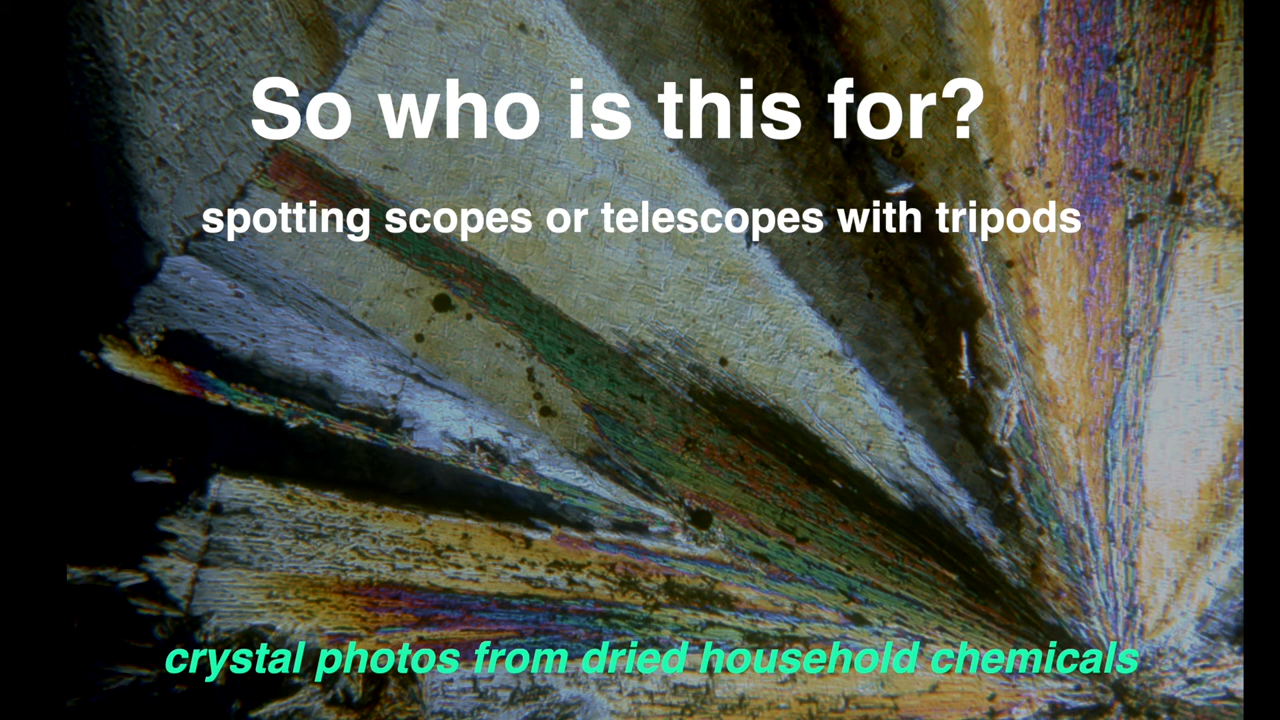 So who is this for?
spotting scopes or telescopes with tripods
crystal photos from dried household chemicals